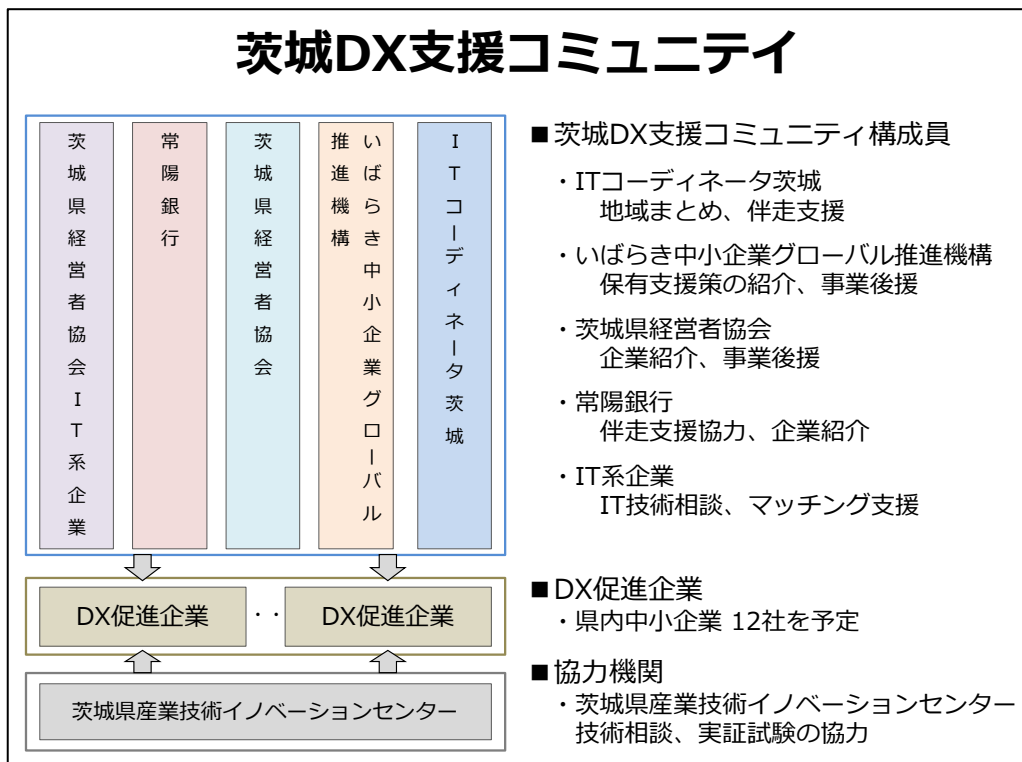 茨城DX支援コミュニテイ
茨城県経営者協会IT系企業
常陽銀行
茨城県経営者協会
いばらき中小企業グローバル
推進機構
ITコーディネータ茨城
DX促進企業
・・
DX促進企業
茨城県産業技術イノベーションセンター
■茨城DX支援コミュニティ構成員
・ITコーディネータ茨城
地域まとめ、伴走支援
・いばらき中小企業グローバル推進機構
保有支援策の紹介、事業後援
・茨城県経営者協会
企業紹介、事業後援
・常陽銀行
伴走支援協力、企業紹介
・IT系企業
IT技術相談、マッチング支援
■DX促進企業
・県内中小企業 12社を予定
■協力機関
・茨城県産業技術イノベーションセンター
技術相談、実証試験の協力